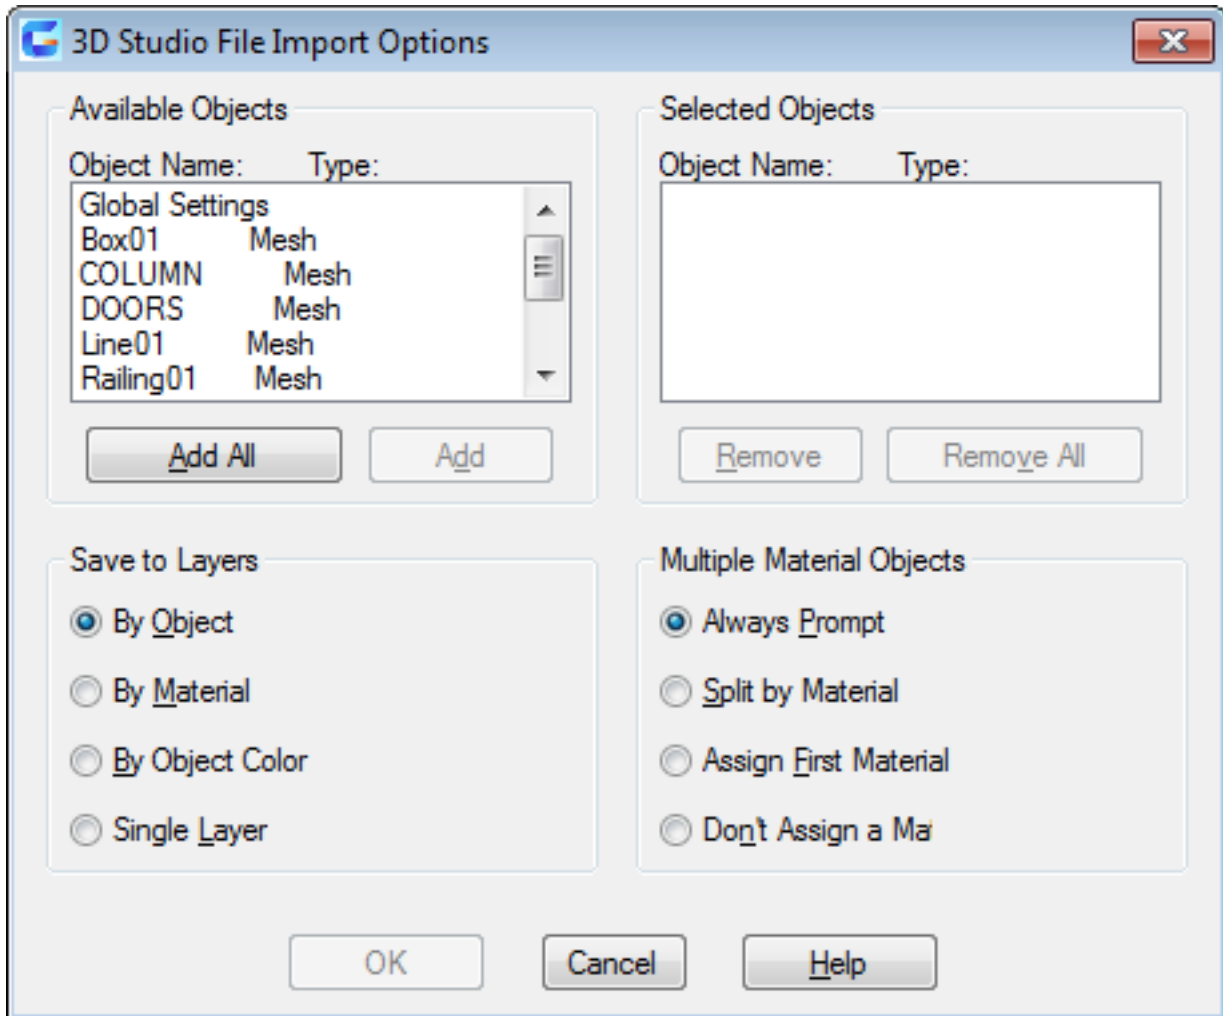 3D Studio File Import Options
Available Objects
Object Name: Type:
Global Settings
Box01 Mesh
COLUMN Mesh
DOORS Mesh
Line01 Mesh
Railing01 Mesh
Add All Add
Selected Objects
Object Name: Type:
Remove Remove All
Save to Layers
By Object
By Material
By Object Color
Single Layer
Multiple Material Objects
Always Prompt
Split by Material
Assign First Material
Don't Assign a Mat
OK Cancel Help